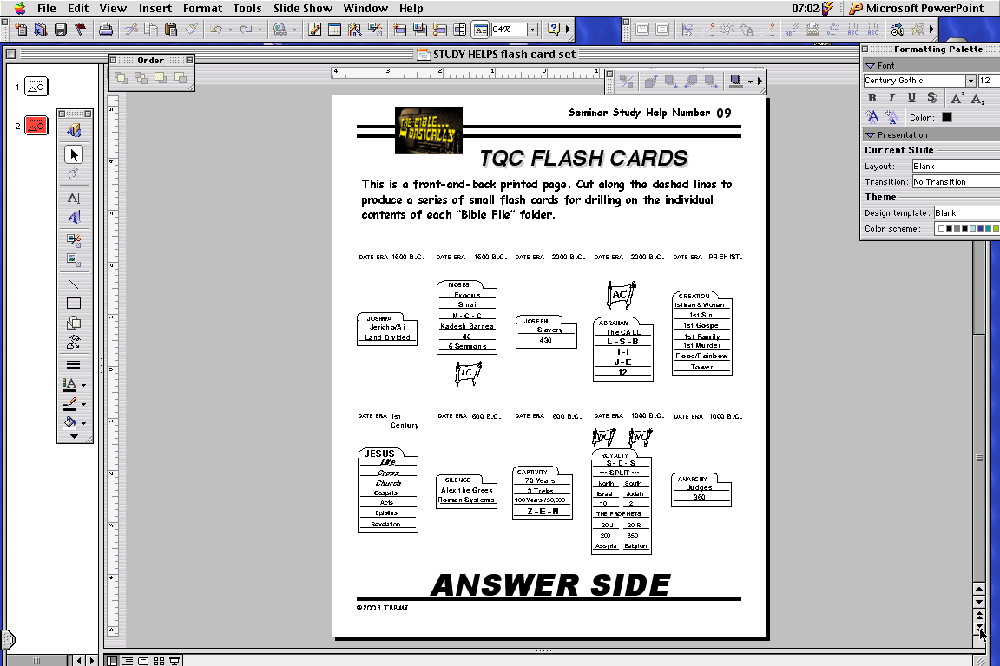 File Edit View Insert Format Tools Slide Show Window Help 07:02 Microsoft PowerPoint
84%
STUDY HELPS flash card set
Order
Formatting Palette
Font
Century Gothic 12
B I U S A² A₂
Color:
Presentation
Current Slide
Layout: Blank
Transition: No Transition
Theme
Design template: Blank
Color scheme:
1
2
Seminar Study Help Number 09
THE BIBLE...
BASICALLY
TQC FLASH CARDS
This is a front-and-back printed page. Cut along the dashed lines to
produce a series of small flash cards for drilling on the individual
contents of each “Bible File” folder.
DATE ERA 1600 B.C. DATE ERA 1500 B.C. DATE ERA 2000 B.C. DATE ERA 2000 B.C. DATE ERA PREHIST.
JOSHUA
Jericho/Ai
Land Divided
MOSES
Exodus
Sinai
M - C - C
Kadesh Barnea
40
5 Sermons
LC
JOSEPH
Slavery
430
AC
ABRAHAM
The CALL
L - S - B
I - I
J - E
12
CREATION
1st Man & Woman
1st Sin
1st Gospel
1st Family
1st Murder
Flood/Rainbow
Tower
DATE ERA 1st Century DATE ERA 500 B.C. DATE ERA 600 B.C. DATE ERA 1000 B.C. DATE ERA 1000 B.C.
JESUS
Life
Cross
Church
Gospels
Acts
Epistles
Revelation
SILENCE
Alex the Greek
Roman Systems
CAPTIVITY
70 Years
3 Treks
100 Years / 50,000
Z - E - N
DC NC
ROYALTY
S - D - S
--- SPLIT ---
North South
Israel Judah
10 2
THE PROPHETS
20-J 20-R
200 350
Assyria Babylon
ANARCHY
Judges
350
ANSWER SIDE
©2003 TBBMI